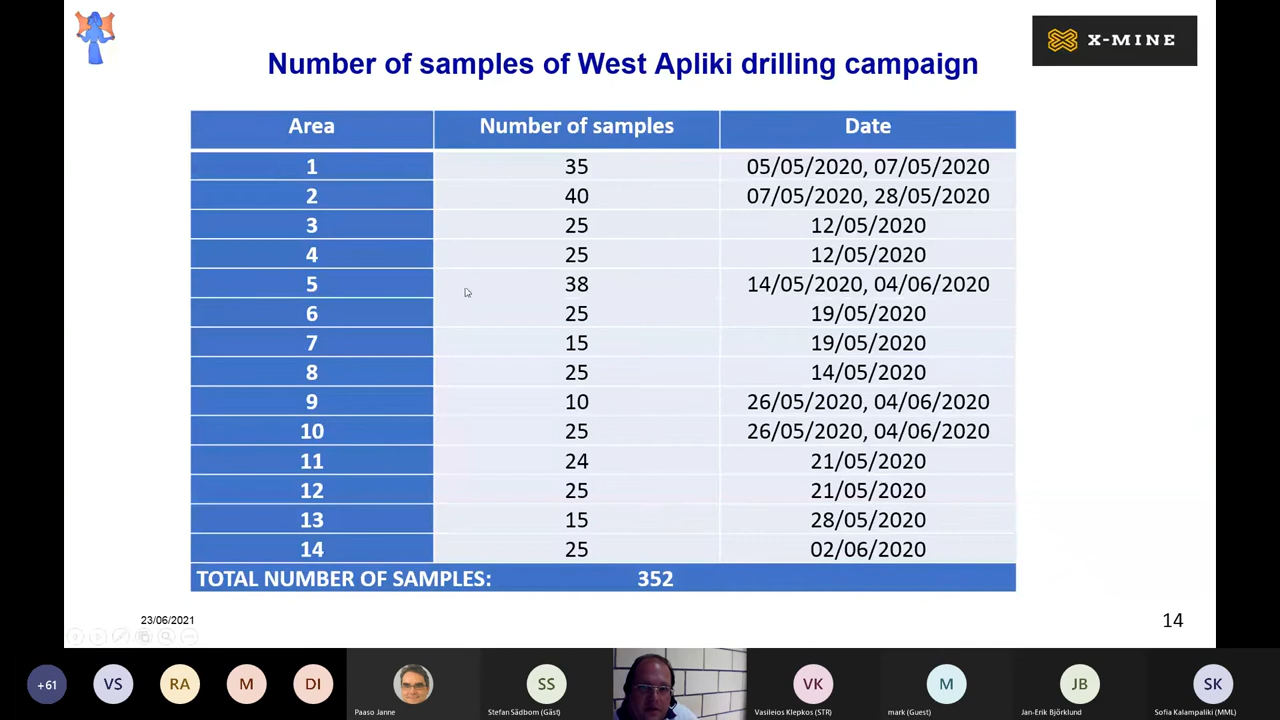 X-MINE
Number of samples of West Apliki drilling campaign
Area Number of samples Date
1 35 05/05/2020, 07/05/2020
2 40 07/05/2020, 28/05/2020
3 25 12/05/2020
4 25 12/05/2020
5 38 14/05/2020, 04/06/2020
6 25 19/05/2020
7 15 19/05/2020
8 25 14/05/2020
9 10 26/05/2020, 04/06/2020
10 25 26/05/2020, 04/06/2020
11 24 21/05/2020
12 25 21/05/2020
13 15 28/05/2020
14 25 02/06/2020
TOTAL NUMBER OF SAMPLES: 352
23/06/2021 14
+61 VS RA M DI SS VK M JB SK
Paaso Janne Stefan Sädbom (Gäst) Vasileios Klepkos (STR) mark (Guest) Jan-Erik Björklund Sofia Kalampaliki (MML)